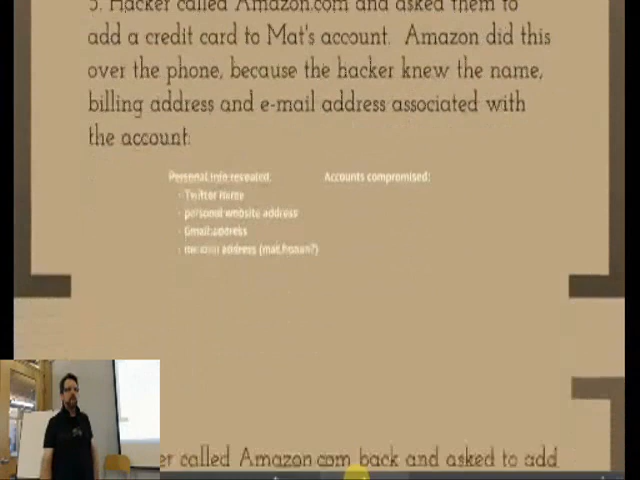 5. Hacker called Amazon.com and asked them to
add a credit card to Mat's account. Amazon did this
over the phone, because the hacker knew the name,
billing address and e-mail address associated with
the account:
Personal info revealed:
Accounts compromised:
- Twitter name
- personal website address
- Gmail address
- address (mat.honan?)
er called Amazon.com back and asked to add